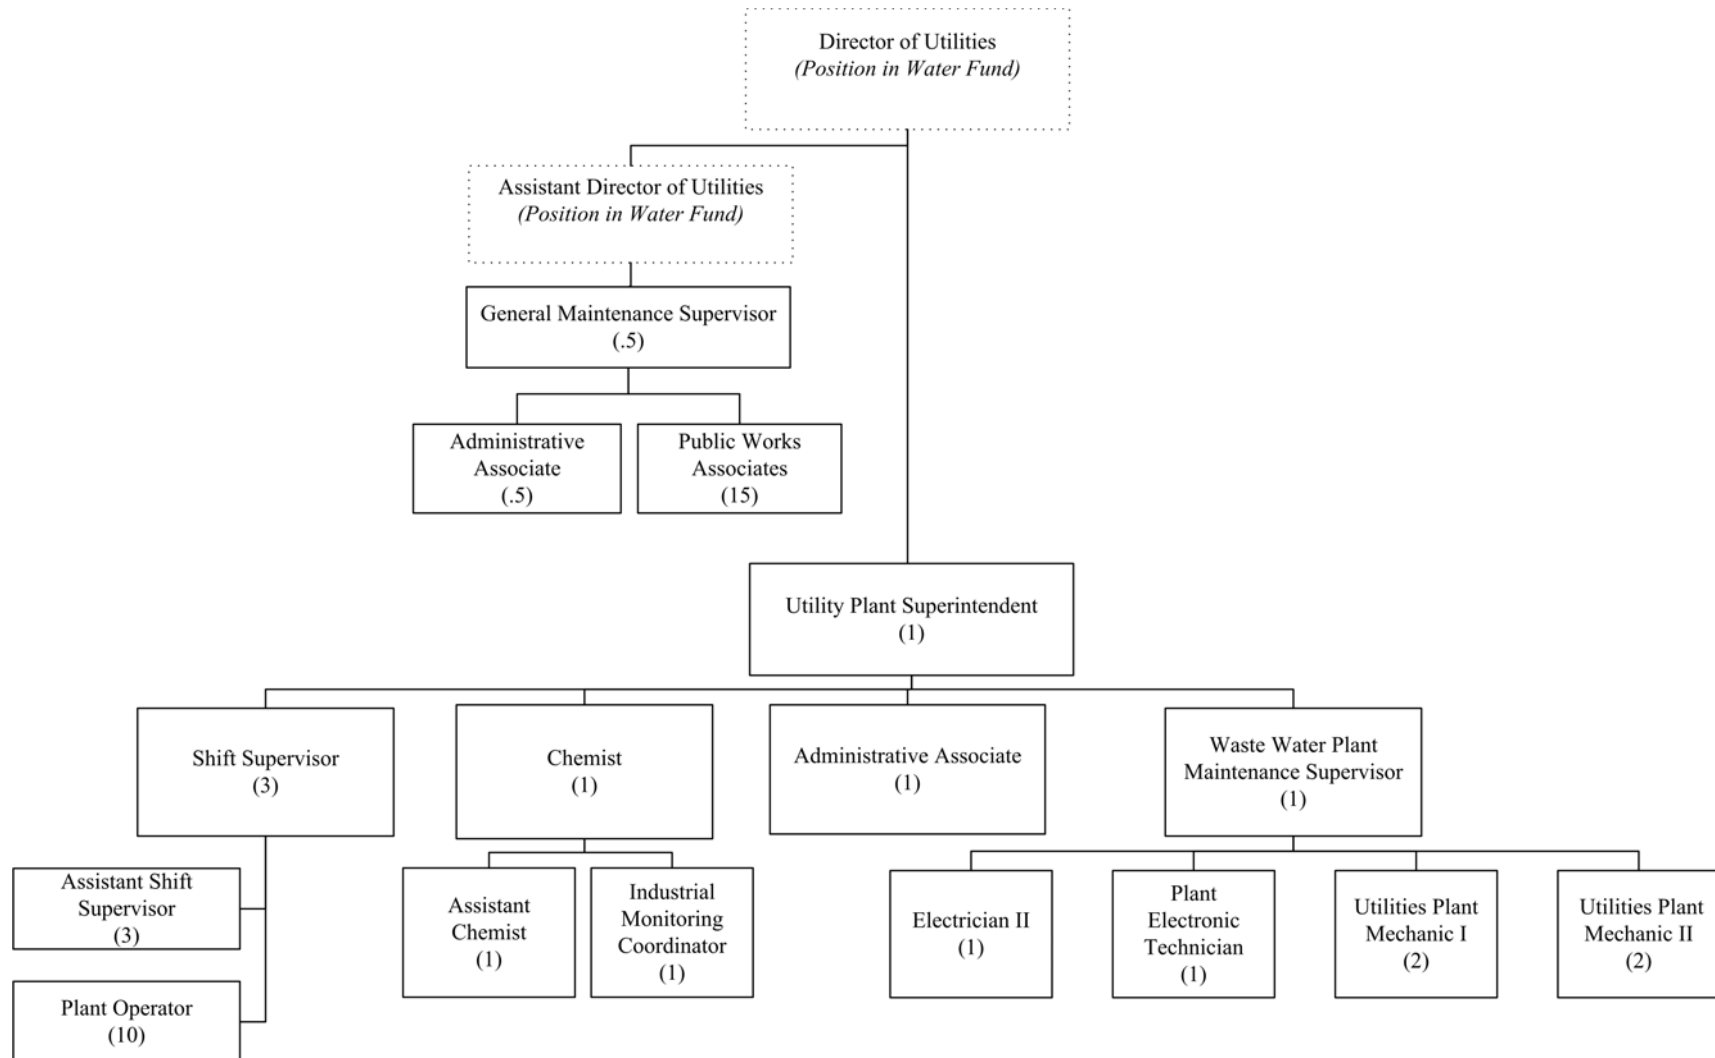 Director of Utilities
(Position in Water Fund)
Assistant Director of Utilities
(Position in Water Fund)
General Maintenance Supervisor
(.5)
Administrative
Associate
(.5)
Public Works
Associates
(15)
Utility Plant Superintendent
(1)
Shift Supervisor
(3)
Chemist
(1)
Administrative Associate
(1)
Waste Water Plant
Maintenance Supervisor
(1)
Assistant Shift
Supervisor
(3)
Plant Operator
(10)
Assistant
Chemist
(1)
Industrial
Monitoring
Coordinator
(1)
Electrician II
(1)
Plant
Electronic
Technician
(1)
Utilities Plant
Mechanic I
(2)
Utilities Plant
Mechanic II
(2)